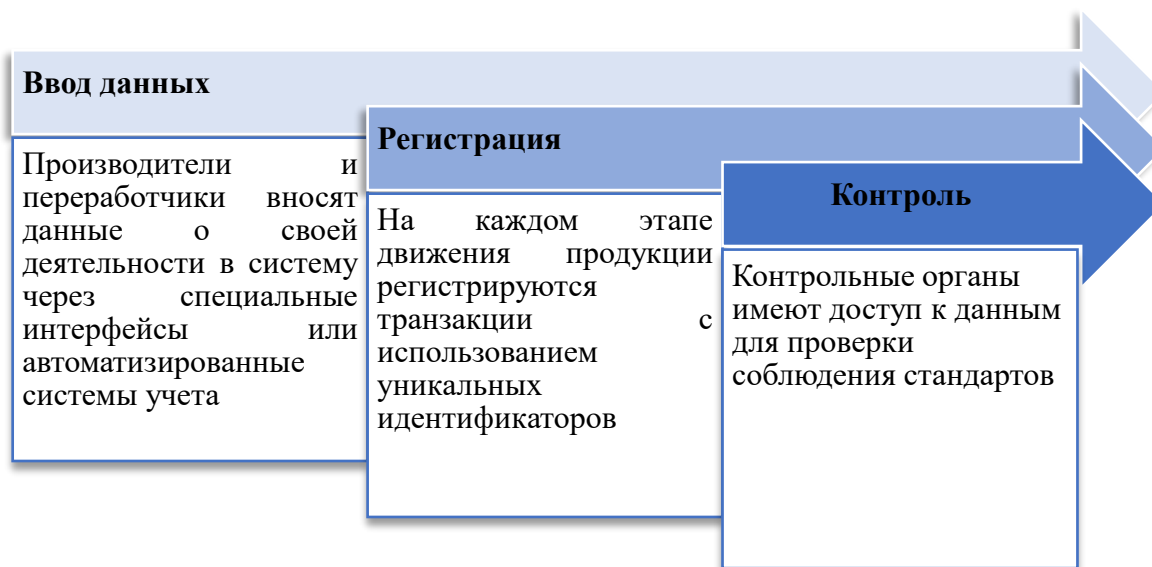 Ввод данных
Производители и
переработчики вносят
данные о своей
деятельности в систему
через специальные
интерфейсы или
автоматизированные
системы учета
Регистрация
На каждом этапе
движения продукции
регистрируются
транзакции с
использованием
уникальных
идентификаторов
Контроль
Контрольные органы
имеют доступ к данным
для проверки
соблюдения стандартов